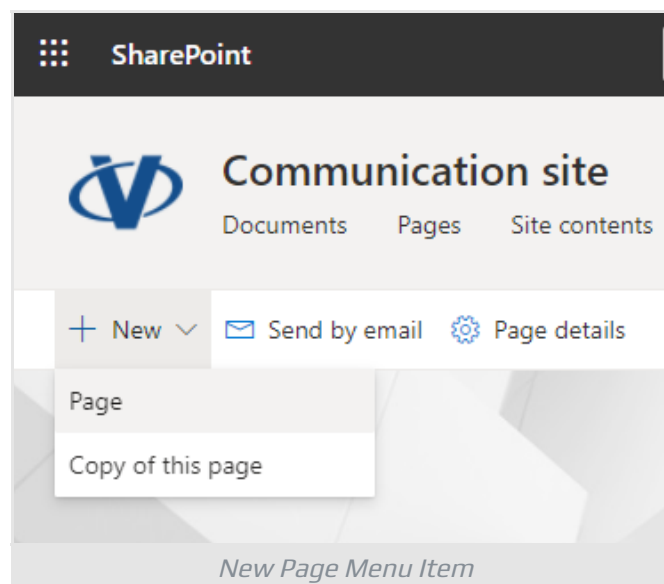 SharePoint
Communication site
Documents Pages Site contents
New Send by email Page details
Page
Copy of this page
New Page Menu Item